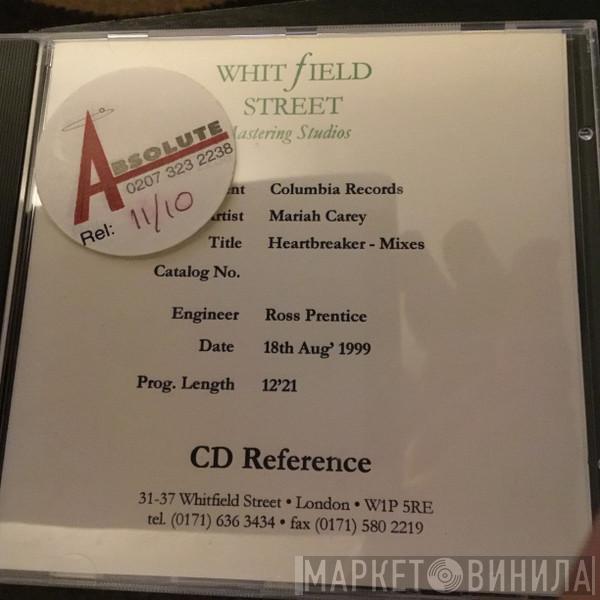 WHITfIELD
STREET
Mastering Studios
ABSOLUTE
0207 323 2238
Rel: 11/10
Columbia Records
Mariah Carey
Title Heartbreaker - Mixes
Catalog No.
Engineer Ross Prentice
Date 18th Aug' 1999
Prog. Length 12'21
CD Reference
31-37 Whitfield Street • London • W1P 5RE
tel. (0171) 636 3434 • fax (0171) 580 2219
МАРКЕТ ВИНИЛА